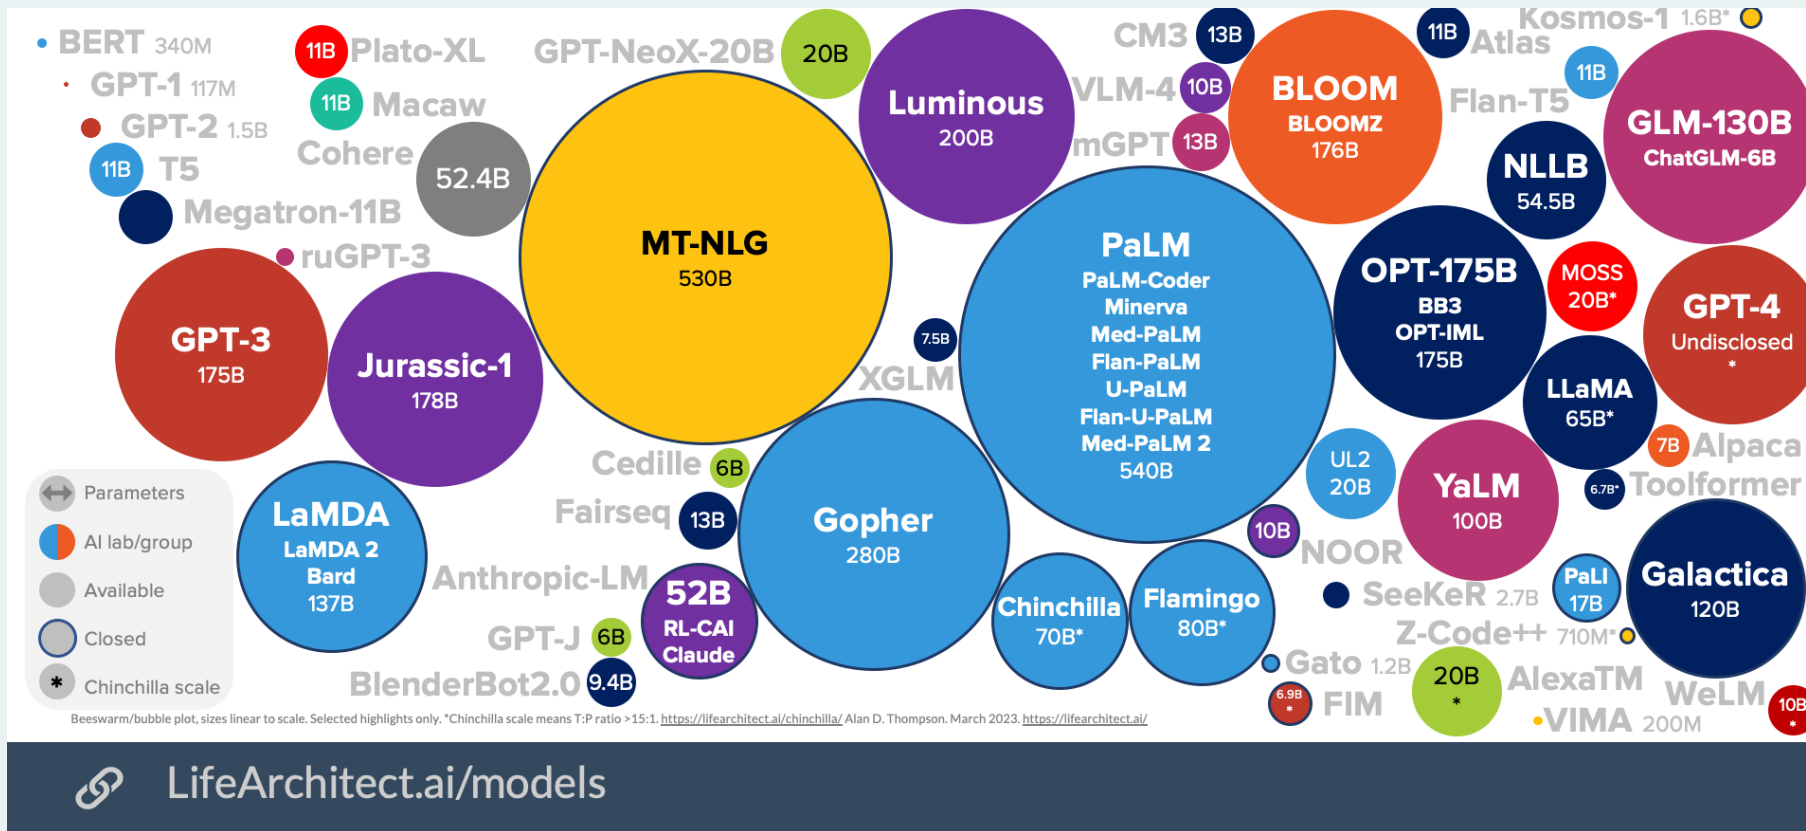 BERT 340M
GPT-1 117M
GPT-2 1.5B
11B T5
Megatron-11B
ruGPT-3
11B Plato-XL
11B Macaw
Cohere
52.4B
GPT-NeoX-20B
20B
MT-NLG
530B
Luminous
200B
CM3 13B
VLM-4 10B
mGPT 13B
BLOOM
BLOOMZ
176B
11B Atlas
Kosmos-1 1.6B*
11B
Flan-T5
GLM-130B
ChatGLM-6B
NLLB
54.5B
GPT-3
175B
Jurassic-1
178B
7.5B
XGLM
PaLM
PaLM-Coder
Minerva
Med-PaLM
Flan-PaLM
U-PaLM
Flan-U-PaLM
Med-PaLM 2
540B
OPT-175B
BB3
OPT-IML
175B
MOSS
20B*
GPT-4
Undisclosed
*
LLaMA
65B*
7B Alpaca
6.7B* Toolformer
UL2
20B
YaLM
100B
Parameters
AI lab/group
Available
Closed
* Chinchilla scale
LaMDA
LaMDA 2
Bard
137B
Cedille 6B
Fairseq 13B
Anthropic-LM
52B
RL-CAI
Claude
GPT-J 6B
BlenderBot2.0 9.4B
Gopher
280B
Chinchilla
70B*
Flamingo
80B*
10B
NOOR
SeeKeR 2.7B
PaLI
17B
Galactica
120B
Z-Code++ 710M*
Gato 1.2B
6.9B
*
FIM
20B
*
AlexaTM
VIMA 200M
WeLM
10B
*
Beeswarm/bubble plot, sizes linear to scale. Selected highlights only. *Chinchilla scale means T:P ratio >15:1. https://lifearchitect.ai/chinchilla/ Alan D. Thompson. March 2023. https://lifearchitect.ai/
LifeArchitect.ai/models